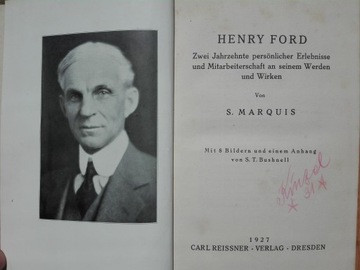 HENRY FORD
Zwei Jahrzehnte persönlicher Erlebnisse
und Mitarbeiterschaft an seinem Werden
und Wirken
Von
S. MARQUIS
Mit 8 Bildern und einem Anhang
von S. T. Bushnell
1927
CARL REISSNER - VERLAG - DRESDEN